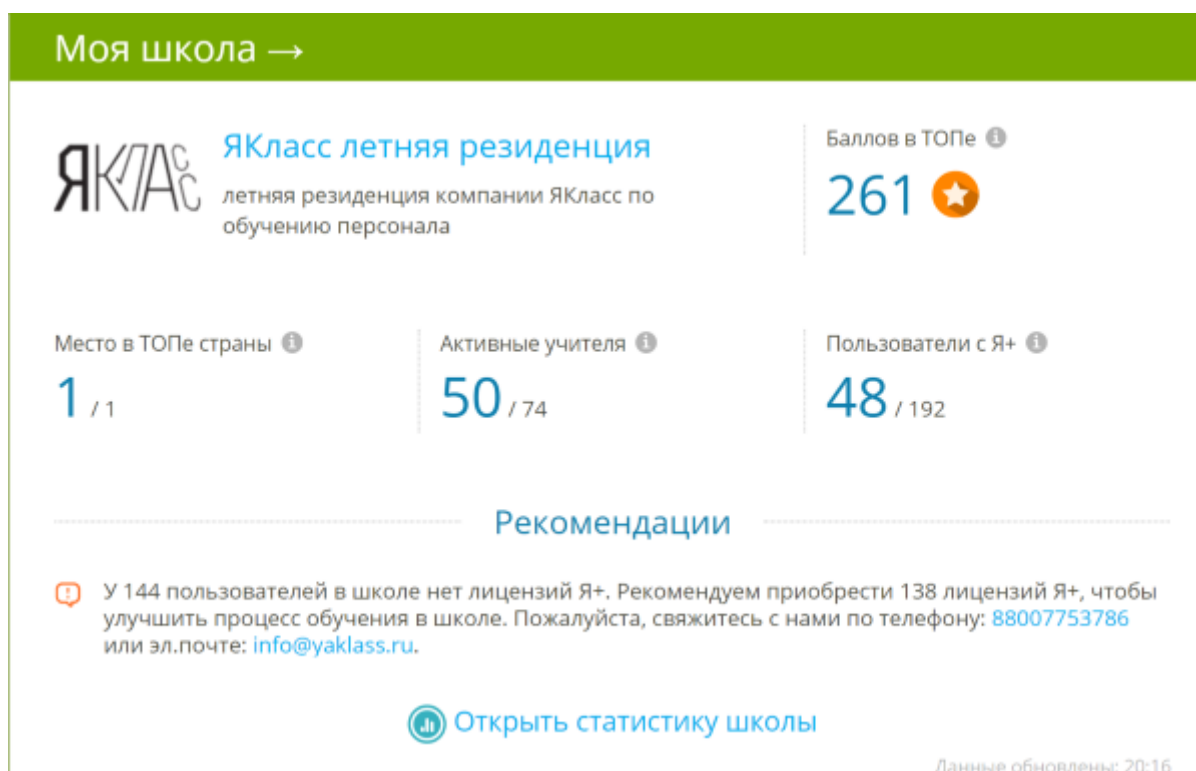 Моя школа →
ЯКЛАСС
ЯКласс летняя резиденция
летняя резиденция компании ЯКласс по
обучению персонала
Баллов в ТОПе
261
Место в ТОПе страны
1 / 1
Активные учителя
50 / 74
Пользователи с Я+
48 / 192
Рекомендации
У 144 пользователей в школе нет лицензий Я+. Рекомендуем приобрести 138 лицензий Я+, чтобы
улучшить процесс обучения в школе. Пожалуйста, свяжитесь с нами по телефону: 88007753786
или эл.почте: info@yaklass.ru.
Открыть статистику школы
Данные обновлены: 20:16